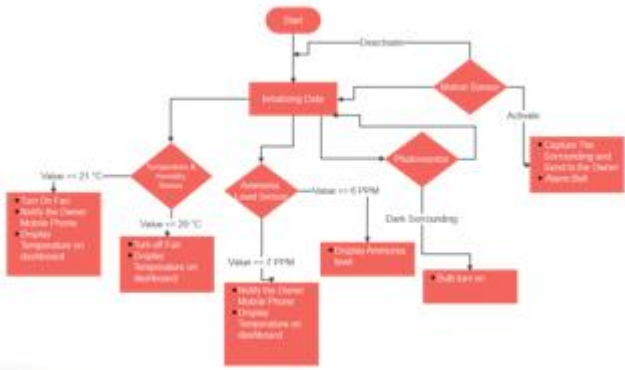 Start
Deactivate
Initializing Data
Motion Sensor
Activate
Temperature &
Humidity
Sensor
Ammonia
Level Sensor
Photoresistor
Capture The
Surrounding and
Send to the Owner
Alarm Bell
Value >= 21 °C
Value <= 20 °C
Value <= 6 PPM
Value >= 7 PPM
Dark Sorrounding
Turn On Fan
Notify the Owner
Mobile Phone
Display
Temperature on
dashboard
Turn off Fan
Display
Temperature on
dashboard
Display Ammonia
level
Bulb turn on
Notify the Owner
Mobile Phone
Display
Temperature on
dashboard